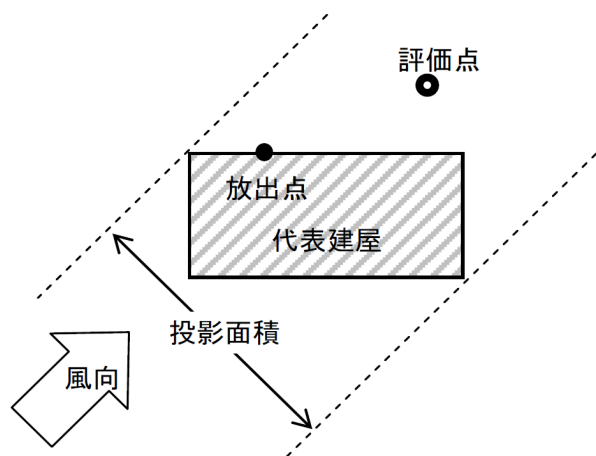 評価点
放出点
代表建屋
投影面積
風向